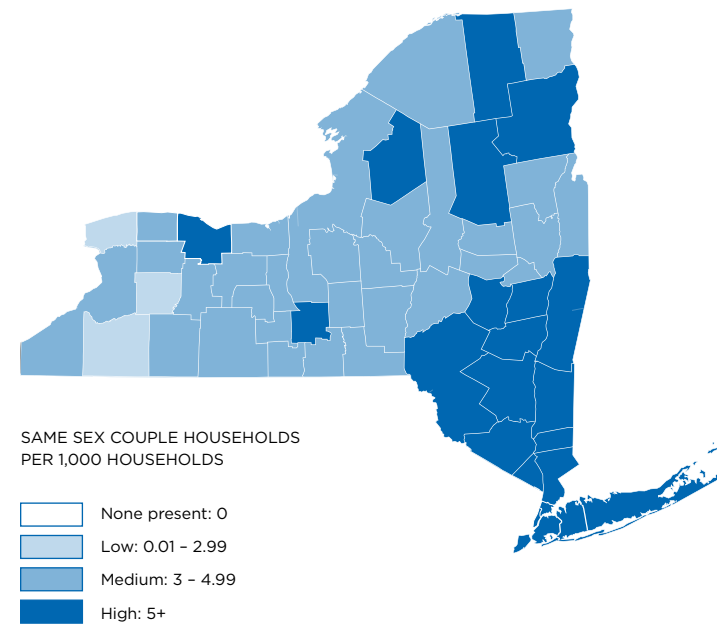 SAME SEX COUPLE HOUSEHOLDS
PER 1,000 HOUSEHOLDS
None present: 0
Low: 0.01 – 2.99
Medium: 3 – 4.99
High: 5+